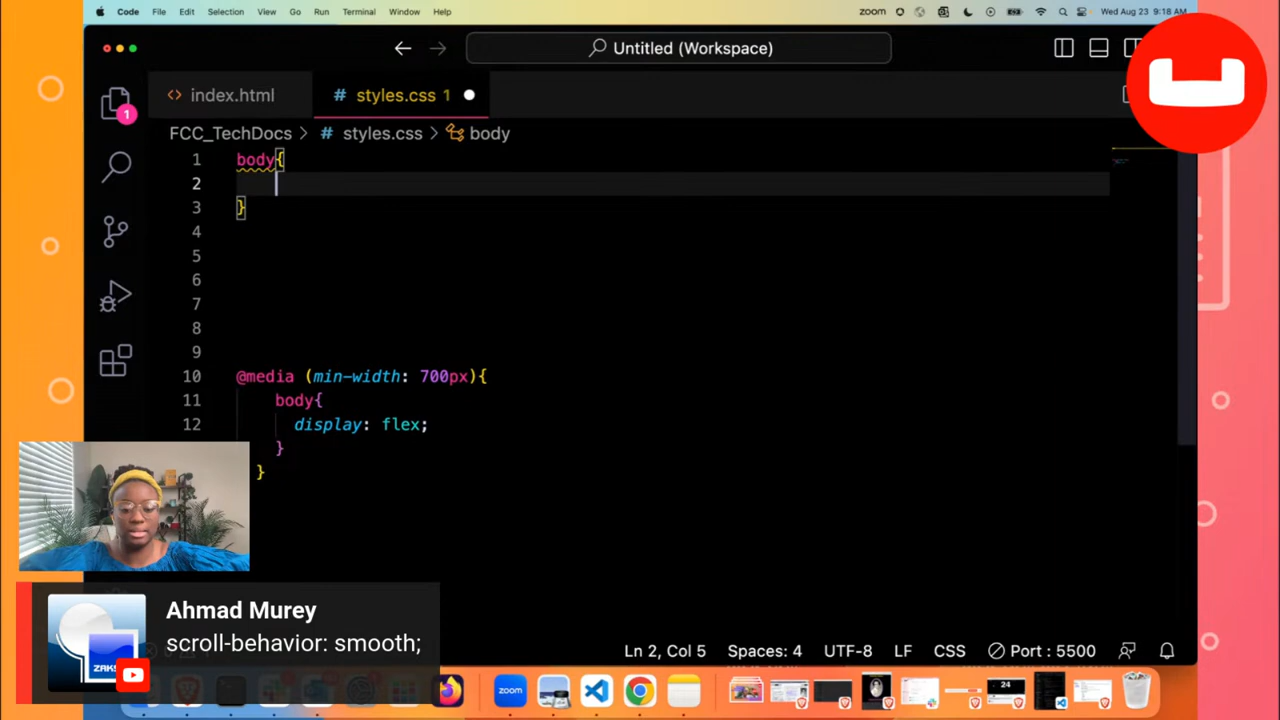 Code File Edit Selection View Go Run Terminal Window Help
zoom Wed Aug 23 9:18 AM
Untitled (Workspace)
index.html
# styles.css 1
1
FCC_TechDocs > # styles.css > body
1 body{
2
3 }
4
5
6
7
8
9
10 @media (min-width: 700px){
11 body{
12 display: flex;
}
}
Ahmad Murey
scroll-behavior: smooth;
Ln 2, Col 5 Spaces: 4 UTF-8 LF CSS Port : 5500
zoom
24